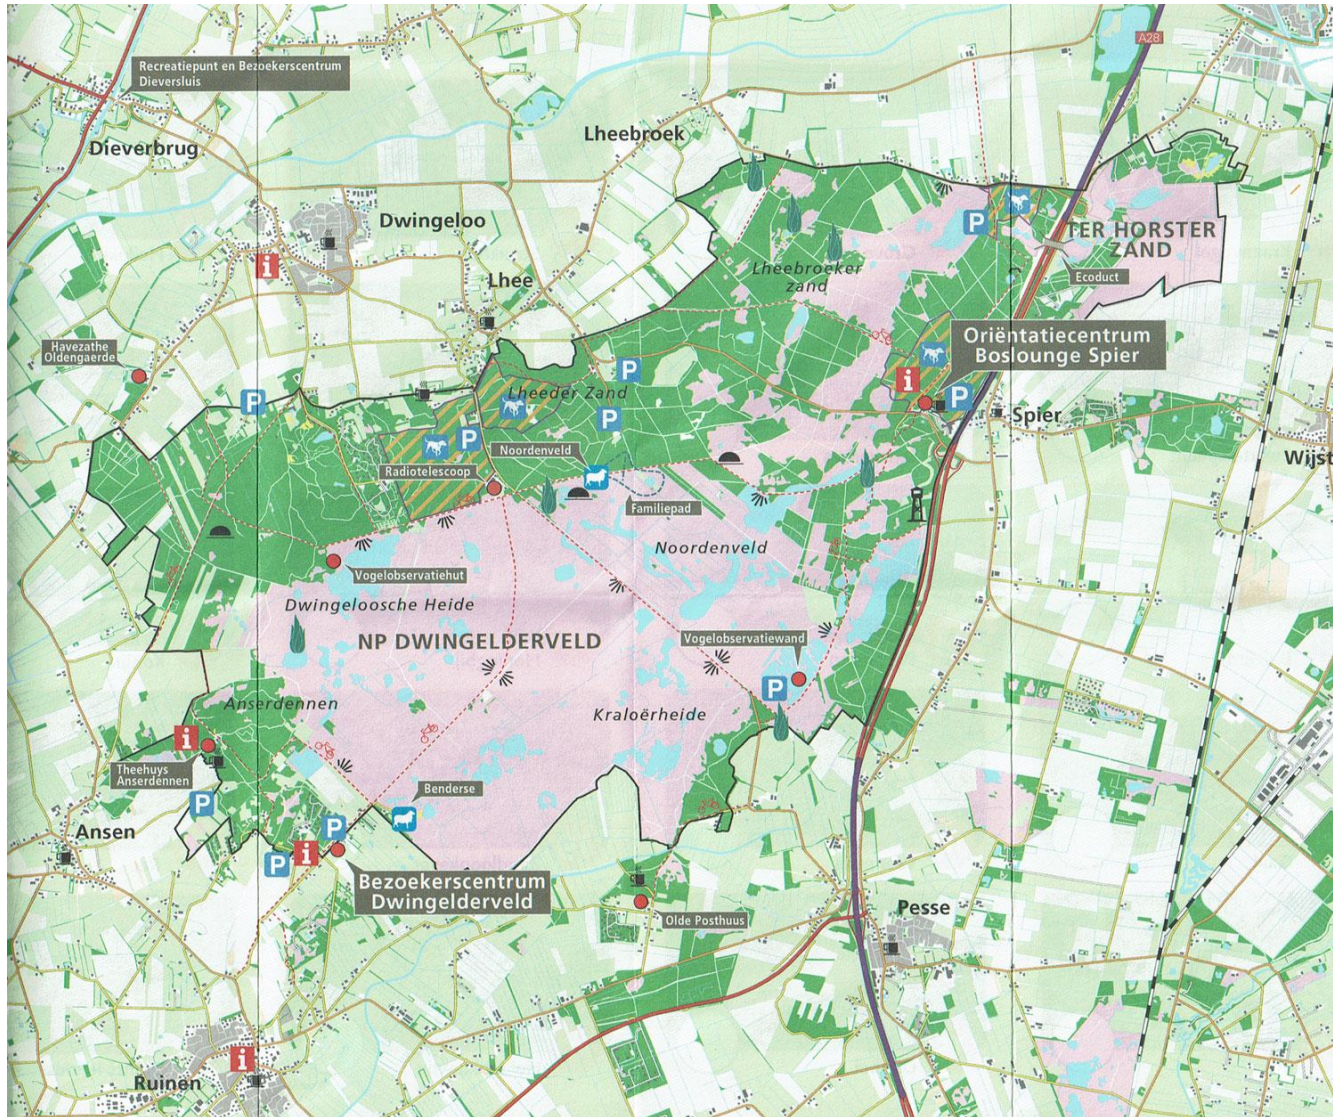 A28
Recreatiepunt en Bezoekerscentrum
Dieversluis
Lheebroek
Dieverbrug
Dwingeloo
TER HORSTER
ZAND
Lheebroeker
zand
Ecoduct
Lhee
Havezathe
Oldengaerde
Oriëntatiecentrum
Boslounge Spier
Lheeder Zand
Spier
Noordenveld
Wijst
Radiotelescoop
Familiepad
Noordenveld
Vogelobservatiehut
Dwingeloosche Heide
NP DWINGELDERVELD
Vogelobservatiewand
Anserdennen
Kraloërheide
Theehuys
Anserdennen
Benderse
Ansen
Bezoekerscentrum
Dwingelderveld
Olde Posthuus
Pesse
Ruinen
P
P
P
P
P
P
P
P
P
P
i
i
i
i
i